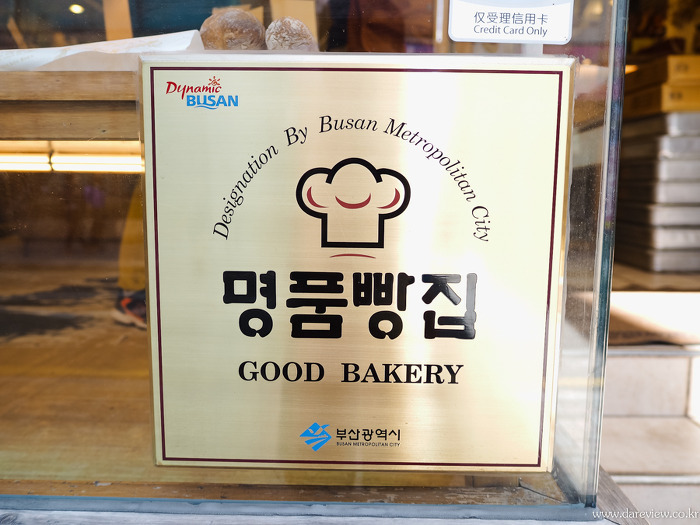 仅受理信用卡
Credit Card Only
Dynamic
BUSAN
Designation By Busan Metropolitan City
명품빵집
GOOD BAKERY
부산광역시
BUSAN METROPOLITAN CITY
www.dareview.co.kr